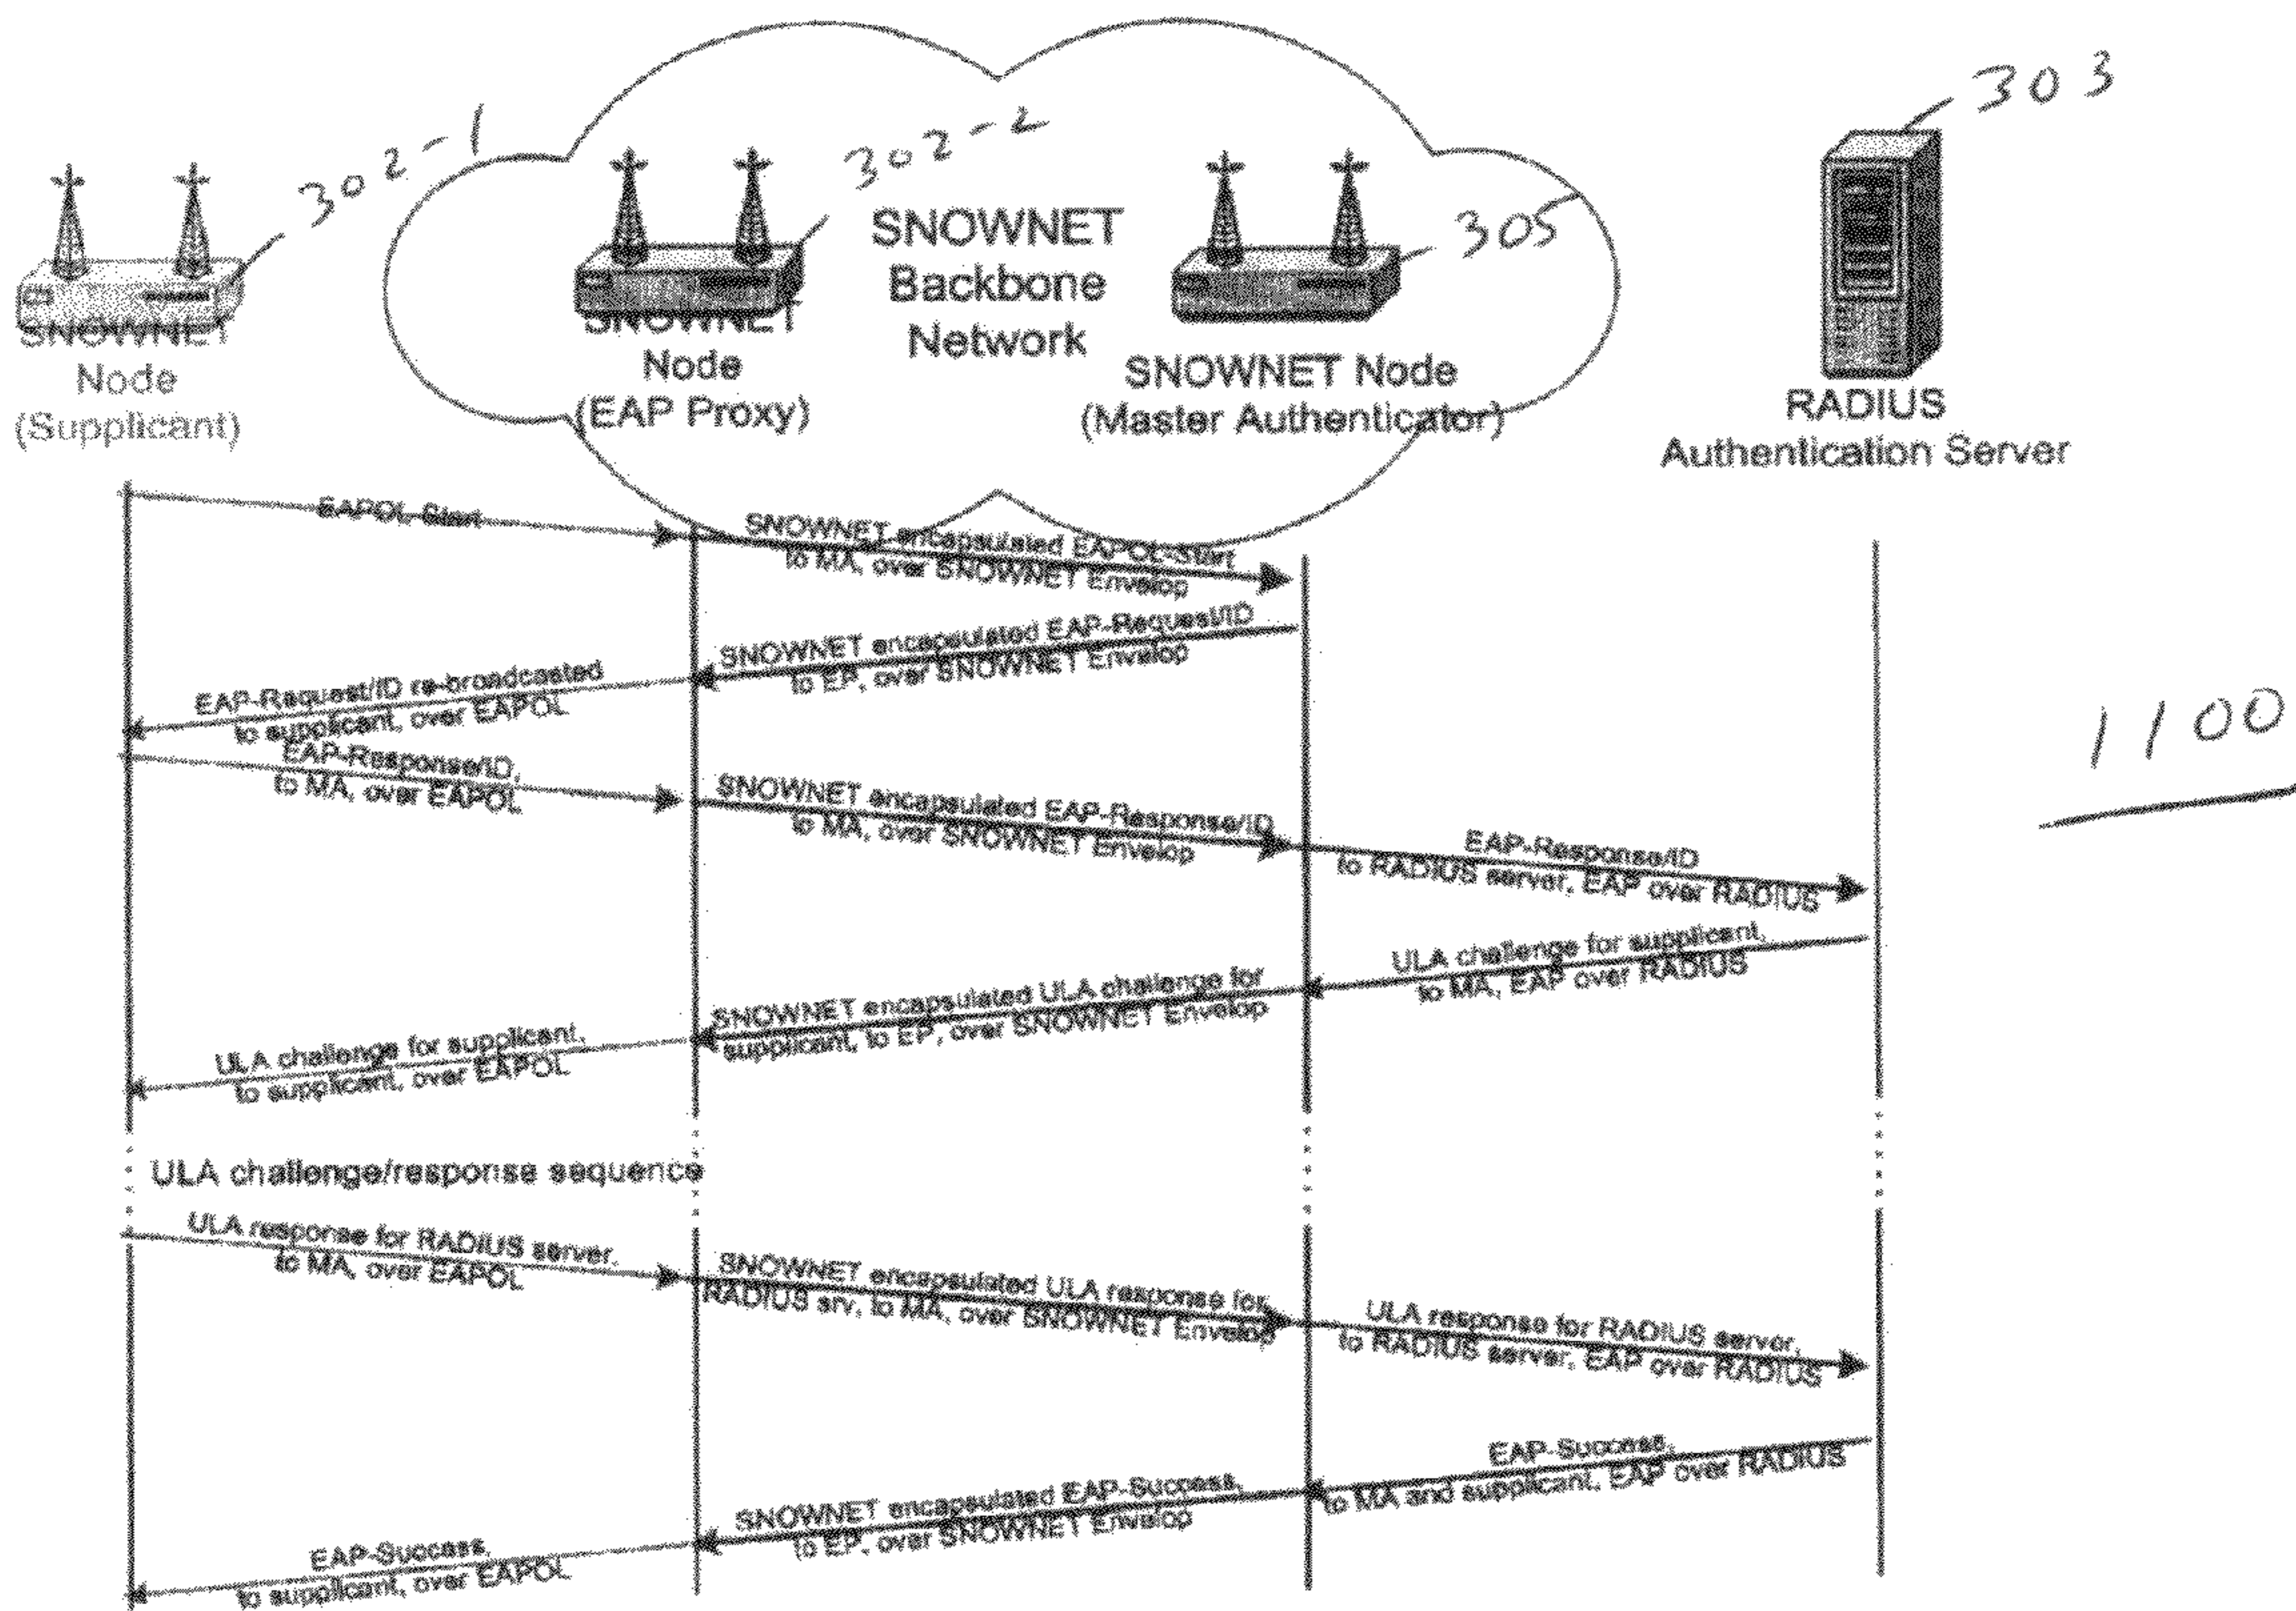 302-1
302-2
305
303
SNOWNET
Node
(Supplicant)
SNOWNET
Node
(EAP Proxy)
SNOWNET
Backbone
Network
SNOWNET Node
(Master Authenticator)
RADIUS
Authentication Server
EAPOL-Start
SNOWNET encapsulated EAPOL-Start
to MA, over SNOWNET Envelop
SNOWNET encapsulated EAP-Request/ID
to EP, over SNOWNET Envelop
EAP-Request/ID re-broadcasted
to supplicant, over EAPOL
1100
EAP-Response/ID,
to MA, over EAPOL
SNOWNET encapsulated EAP-Response/ID
to MA, over SNOWNET Envelop
EAP-Response/ID
to RADIUS server, EAP over RADIUS
ULA challenge for supplicant,
to MA, EAP over RADIUS
SNOWNET encapsulated ULA challenge for
supplicant, to EP, over SNOWNET Envelop
ULA challenge for supplicant,
to supplicant, over EAPOL
ULA challenge/response sequence
ULA response for RADIUS server,
to MA, over EAPOL
SNOWNET encapsulated ULA response for
RADIUS srv, to MA, over SNOWNET Envelop
ULA response for RADIUS server,
to RADIUS server, EAP over RADIUS
EAP-Success,
to MA and supplicant, EAP over RADIUS
SNOWNET encapsulated EAP-Success,
to EP, over SNOWNET Envelop
EAP-Success,
to supplicant, over EAPOL